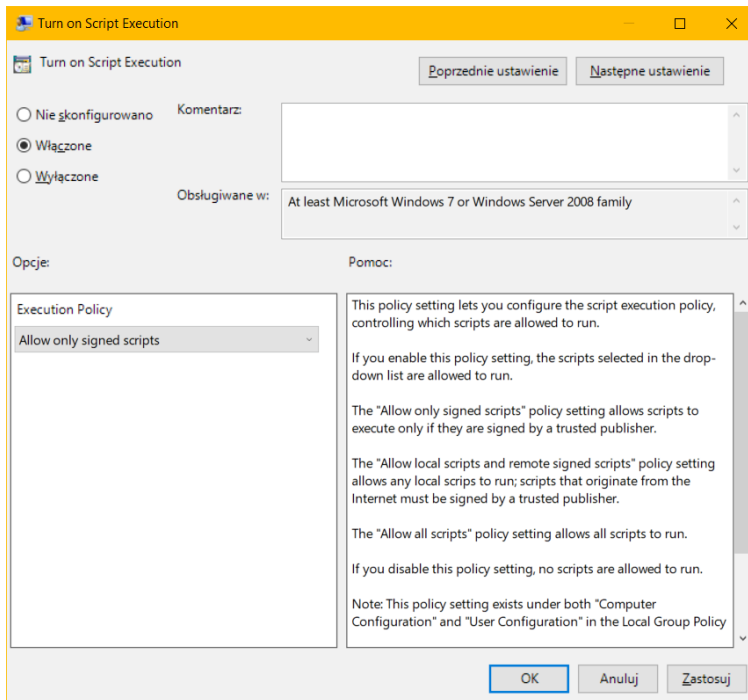 Turn on Script Execution
Turn on Script Execution
Poprzednie ustawienie
Następne ustawienie
Nie skonfigurowano
Komentarz:
Włączone
Wyłączone
Obsługiwane w:
At least Microsoft Windows 7 or Windows Server 2008 family
Opcje:
Pomoc:
Execution Policy
Allow only signed scripts
This policy setting lets you configure the script execution policy,
controlling which scripts are allowed to run.
If you enable this policy setting, the scripts selected in the drop-
down list are allowed to run.
The "Allow only signed scripts" policy setting allows scripts to
execute only if they are signed by a trusted publisher.
The "Allow local scripts and remote signed scripts" policy setting
allows any local scrips to run; scripts that originate from the
Internet must be signed by a trusted publisher.
The "Allow all scripts" policy setting allows all scripts to run.
If you disable this policy setting, no scripts are allowed to run.
Note: This policy setting exists under both "Computer
Configuration" and "User Configuration" in the Local Group Policy
OK
Anuluj
Zastosuj